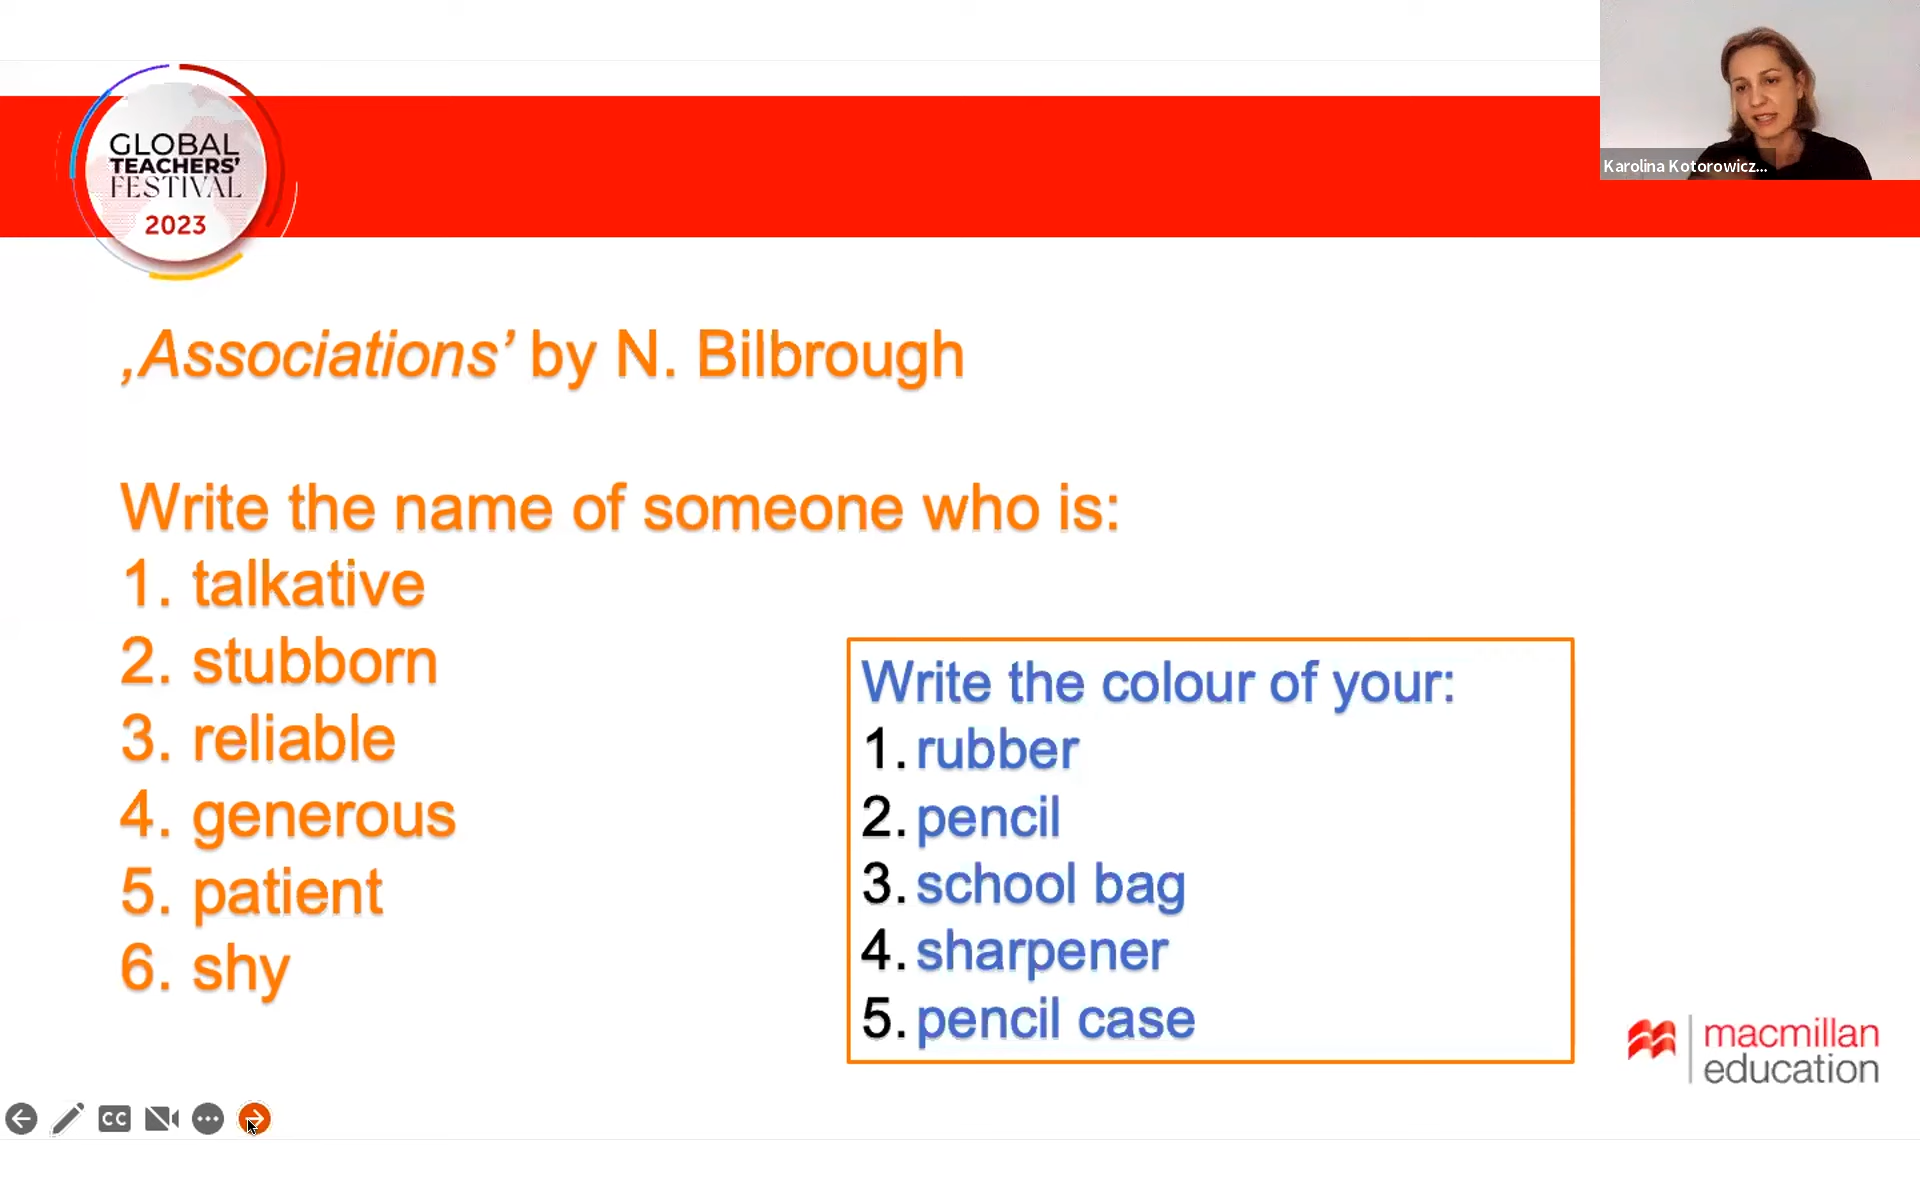 GLOBAL
TEACHERS'
FESTIVAL
2023
Karolina Kotorowicz...
‚Associations’ by N. Bilbrough
Write the name of someone who is:
1. talkative
2. stubborn
3. reliable
4. generous
5. patient
6. shy
Write the colour of your:
1. rubber
2. pencil
3. school bag
4. sharpener
5. pencil case
macmillan
education
CC